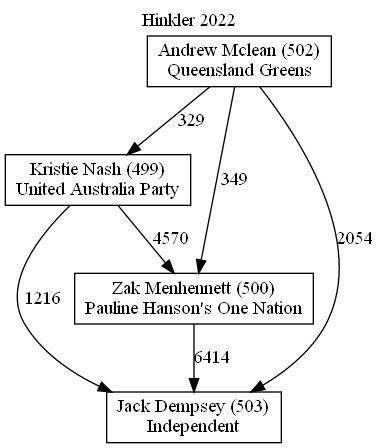 Hinkler 2022
Andrew Mclean (502)
Queensland Greens
329
349
2054
Kristie Nash (499)
United Australia Party
4570
1216
Zak Menhennett (500)
Pauline Hanson's One Nation
6414
Jack Dempsey (503)
Independent